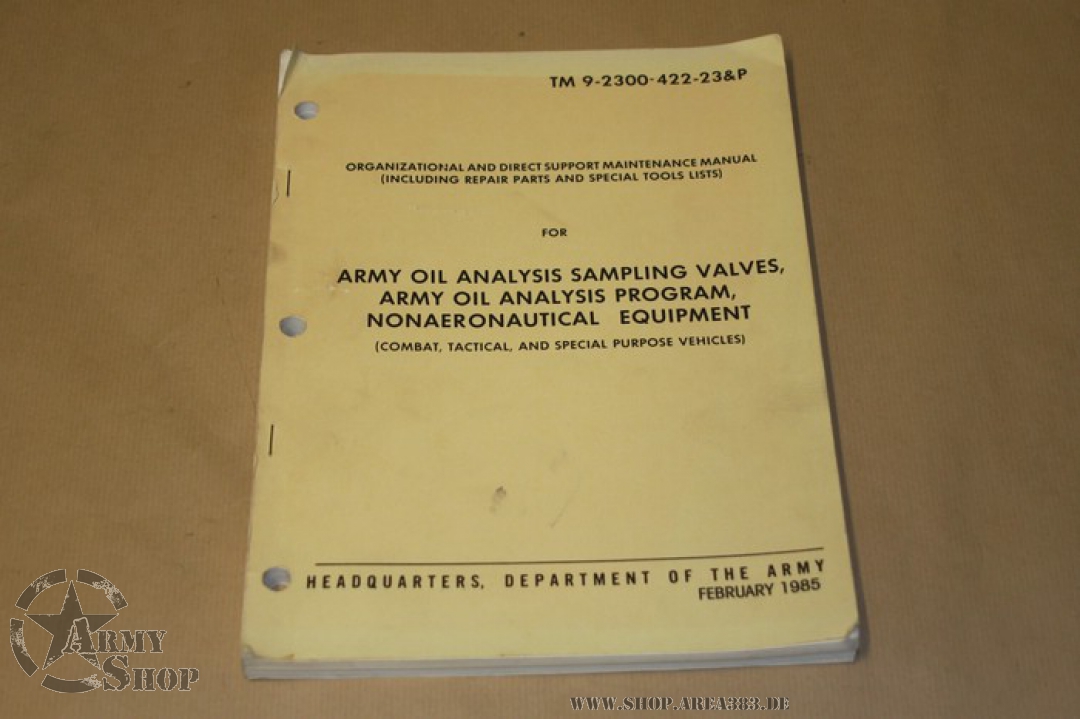 TM 9-2300-422-23&P
ORGANIZATIONAL AND DIRECT SUPPORT MAINTENANCE MANUAL
(INCLUDING REPAIR PARTS AND SPECIAL TOOLS LISTS)
FOR
ARMY OIL ANALYSIS SAMPLING VALVES,
ARMY OIL ANALYSIS PROGRAM,
NONAERONAUTICAL EQUIPMENT
(COMBAT, TACTICAL, AND SPECIAL PURPOSE VEHICLES)
HEADQUARTERS, DEPARTMENT OF THE ARMY
FEBRUARY 1985
ARMY
SHOP
WWW.SHOP.AREA383.DE